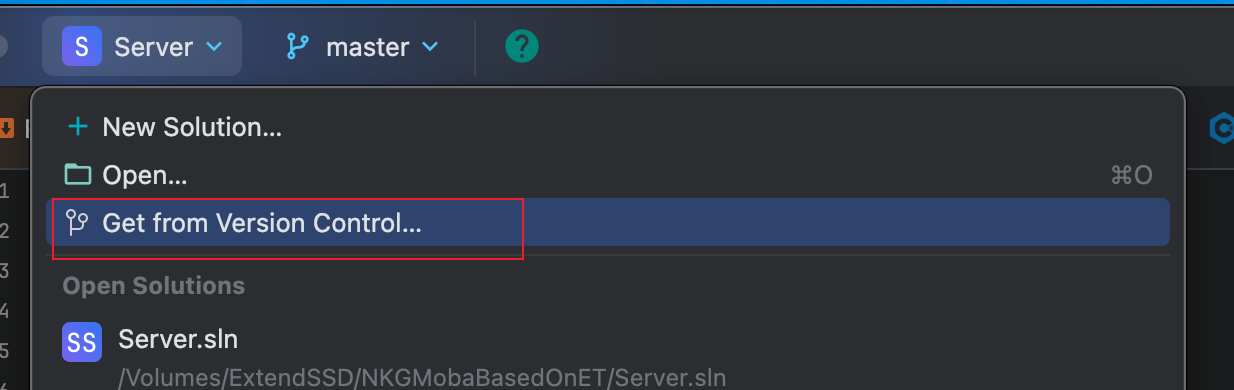 S Server master ?
New Solution...
Open... ⌘O
1
Get from Version Control...
2
3
Open Solutions
4
SS Server.sln
5
/Volumes/ExtendSSD/NKGMobaBasedOnET/Server.sln